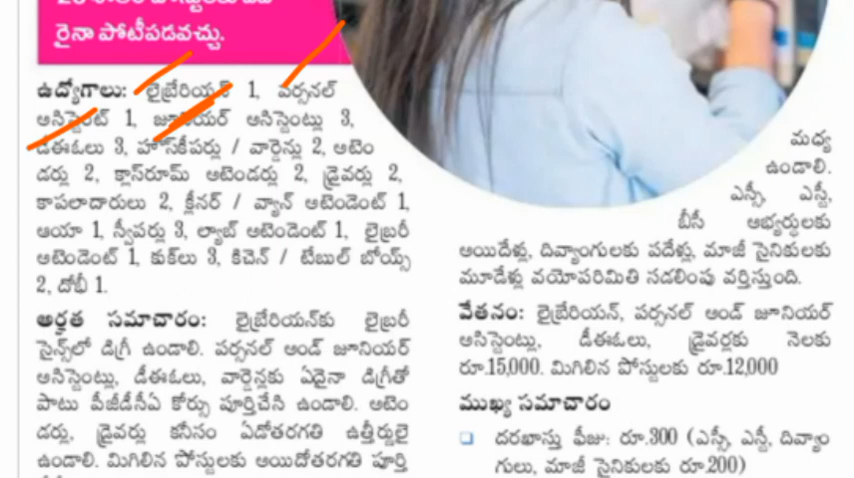 రైనా పోటీపడవచ్చు.
ఉద్యోగాలు: లైబ్రేరియన్ 1, పర్సనల్
అసిస్టెంట్ 1, జూనియర్ అసిస్టెంట్లు 3,
డీఈఓలు 3, హౌస్‌కీపర్లు / వార్డెన్లు 2, అటెం
డర్లు 2, క్లాస్‌రూమ్ అటెండర్లు 2, డ్రైవర్లు 2,
కాపలాదారులు 2, క్లీనర్ / వ్యాన్ అటెండెంట్ 1,
ఆయా 1, స్వీపర్లు 3, ల్యాబ్ అటెండెంట్ 1, లైబ్రరీ
అటెండెంట్ 1, కుక్‌లు 3, కిచెన్ / టేబుల్ బోయ్స్
2, దోభీ 1.
అర్హత సమాచారం: లైబ్రేరియన్‌కు లైబ్రరీ
సైన్స్‌లో డిగ్రీ ఉండాలి. పర్సనల్ అండ్ జూనియర్
అసిస్టెంట్లు, డీఈఓలు, వార్డెన్లకు ఏదైనా డిగ్రీతో
పాటు పీజీడీసీఏ కోర్సు పూర్తిచేసి ఉండాలి. అటెం
డర్లు, డ్రైవర్లు కనీసం ఏడోతరగతి ఉత్తీర్ణులై
ఉండాలి. మిగిలిన పోస్టులకు అయిదోతరగతి పూర్తి
మధ్య
ఉండాలి.
ఎస్సీ, ఎస్టీ,
బీసీ అభ్యర్థులకు
అయిదేళ్లు, దివ్యాంగులకు పదేళ్లు, మాజీ సైనికులకు
మూడేళ్లు వయోపరిమితి సడలింపు వర్తిస్తుంది.
వేతనం: లైబ్రేరియన్, పర్సనల్ అండ్ జూనియర్
అసిస్టెంట్లు, డీఈఓలు, డ్రైవర్లకు నెలకు
రూ.15,000. మిగిలిన పోస్టులకు రూ.12,000
ముఖ్య సమాచారం
దరఖాస్తు ఫీజు: రూ.300 (ఎస్సీ, ఎస్టీ, దివ్యాం
గులు, మాజీ సైనికులకు రూ.200)